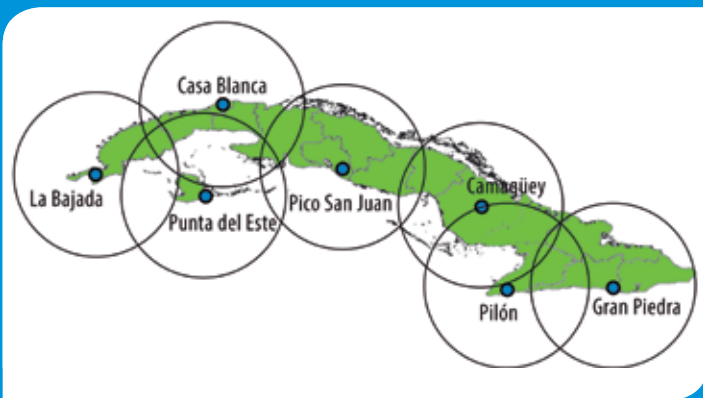 Casa Blanca
La Bajada
Punta del Este
Pico San Juan
Camagüey
Pilón
Gran Piedra